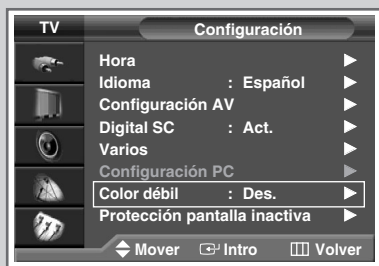 TV Configuración
Hora
Idioma : Español
Configuración AV
Digital SC : Act.
Varios
Configuración PC
Color débil : Des.
Protección pantalla inactiva
Mover Intro Volver